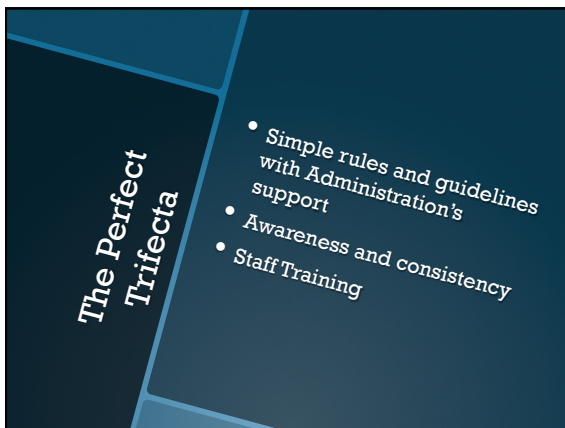 The Perfect
Trifecta
• Simple rules and guidelines
with Administration's
support
• Awareness and consistency
• Staff Training